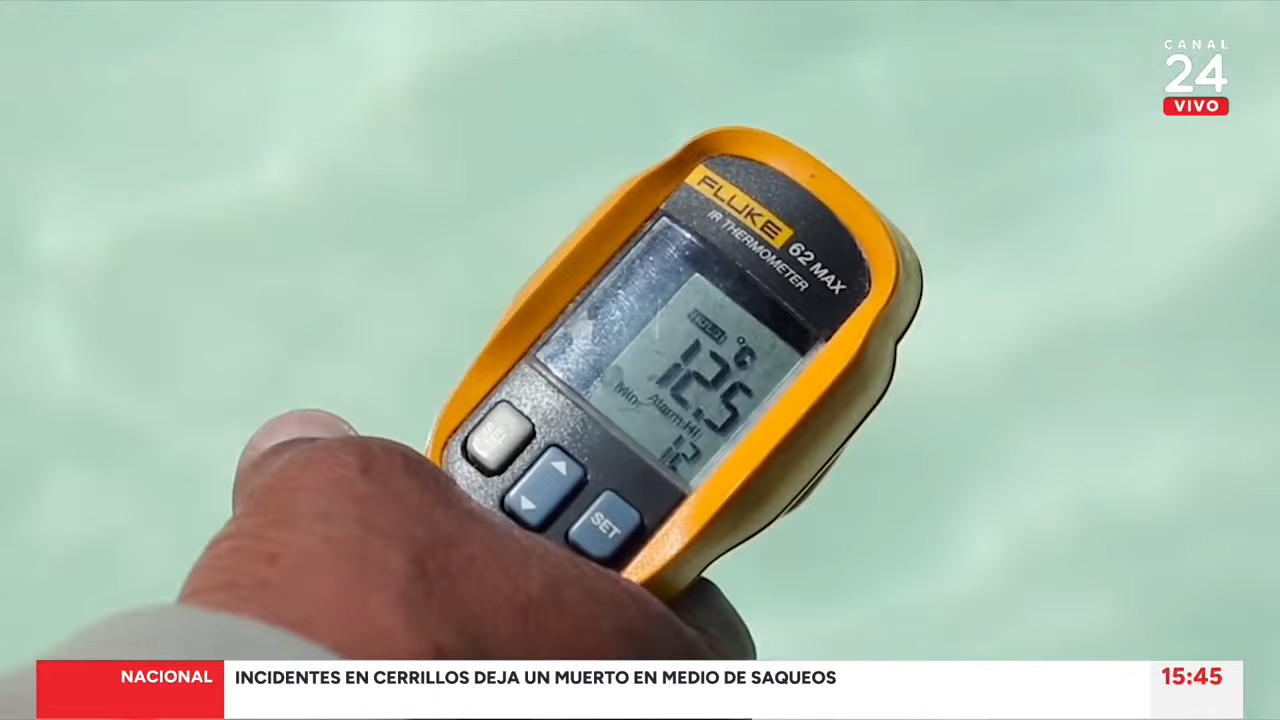 CANAL
24
VIVO
FLUKE
62 MAX
IR THERMOMETER
HOLD
°C
12.5
Min
Alarm Hi
12
SEL
SET
NACIONAL
INCIDENTES EN CERRILLOS DEJA UN MUERTO EN MEDIO DE SAQUEOS
15:45